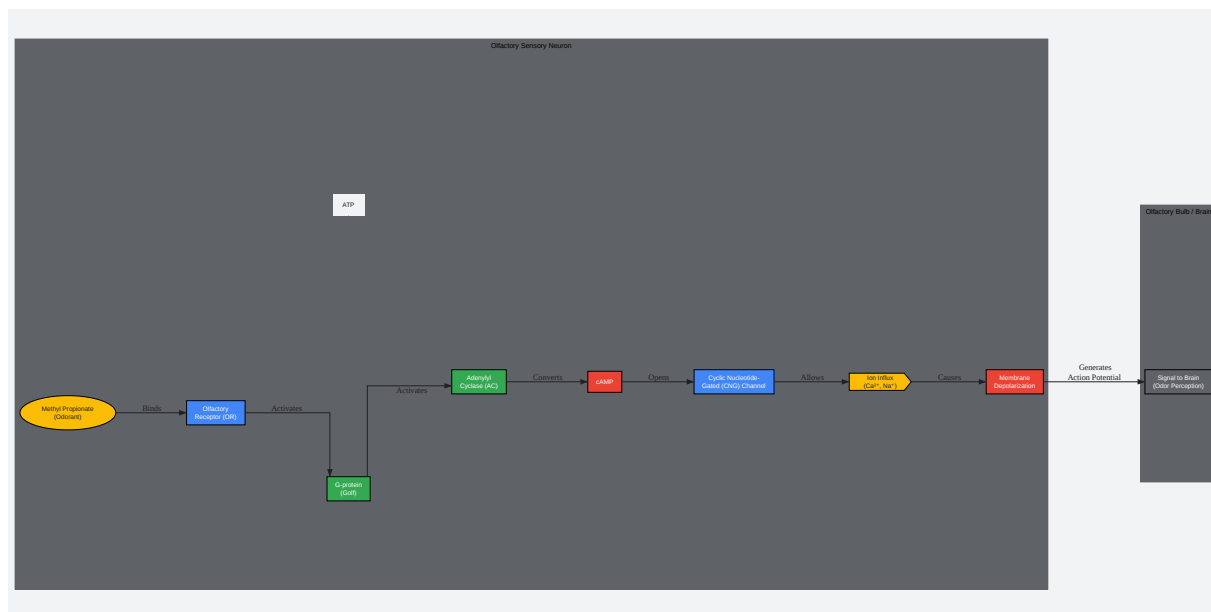 Olfactory Sensory Neuron
ATP
Olfactory Bulb / Brain
Methyl Propionate
(Odorant)
Binds
Olfactory
Receptor (OR)
Activates
G-protein
(Golf)
Activates
Adenylyl
Cyclase (AC)
Converts
cAMP
Opens
Cyclic Nucleotide-
Gated (CNG) Channel
Allows
Ion Influx
(Ca²⁺, Na⁺)
Causes
Membrane
Depolarization
Generates
Action Potential
Signal to Brain
(Odor Perception)